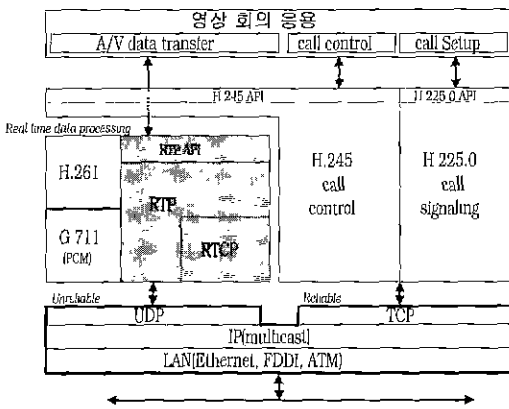 영상 회의 응용
A/V data transfer
call control
call Setup
H.245 API
H 225.0 API
Real time data processing
RTP API
H.261
RTP
RTCP
G 711
(PCM)
H.245
call
control
H 225.0
call
signaling
Unreliable
Reliable
UDP
TCP
IP(multicast)
LAN(Ethernet, FDDI, ATM)